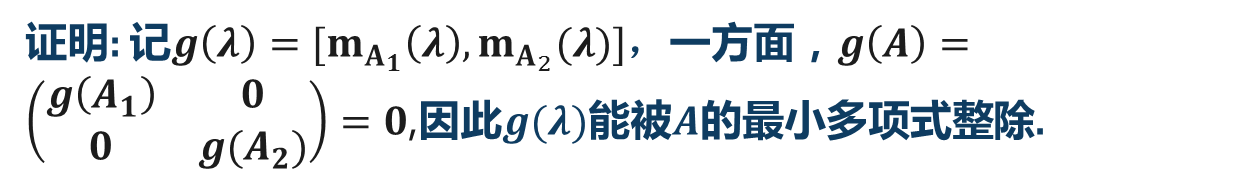 证明: 记g(λ) = [m_{A_1}(λ), m_{A_2}(λ)]，一方面，g(A) =
\begin{pmatrix} g(A_1) & 0 \\ 0 & g(A_2) \end{pmatrix} = 0,因此g(λ)能被A的最小多项式整除.